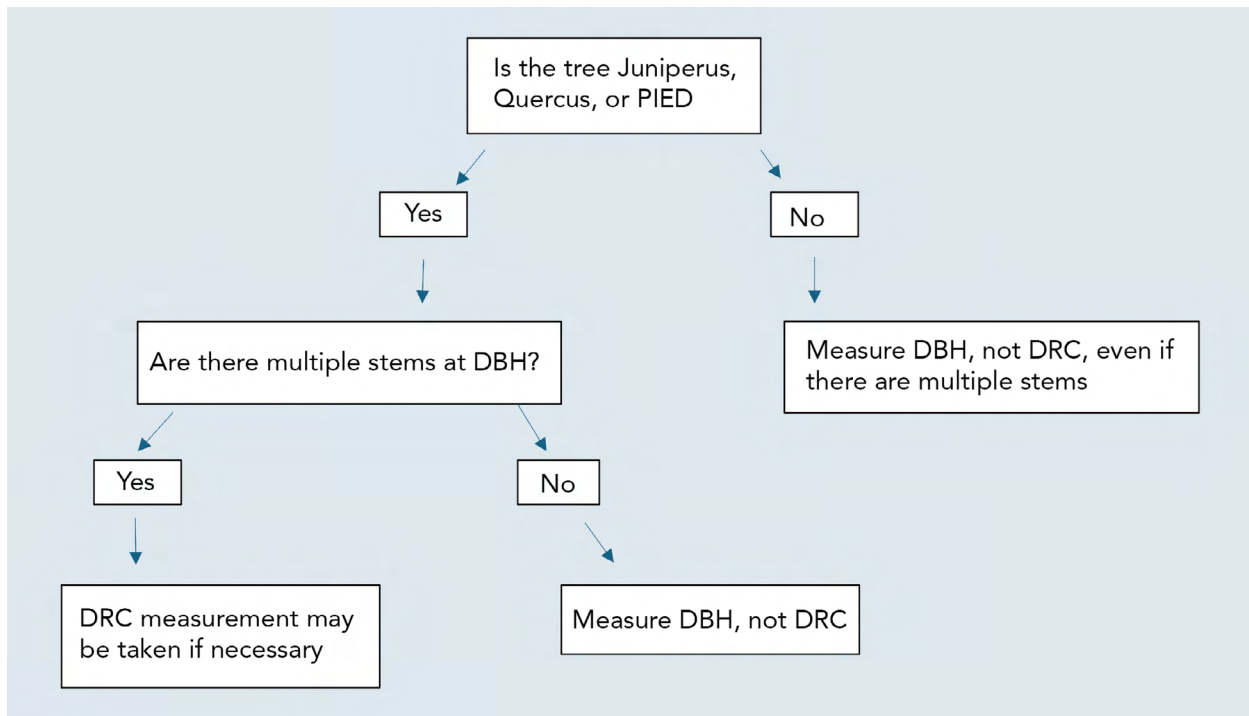 Is the tree Juniperus,
Quercus, or PIED
Yes
No
Are there multiple stems at DBH?
Measure DBH, not DRC, even if
there are multiple stems
Yes
No
DRC measurement may
be taken if necessary
Measure DBH, not DRC